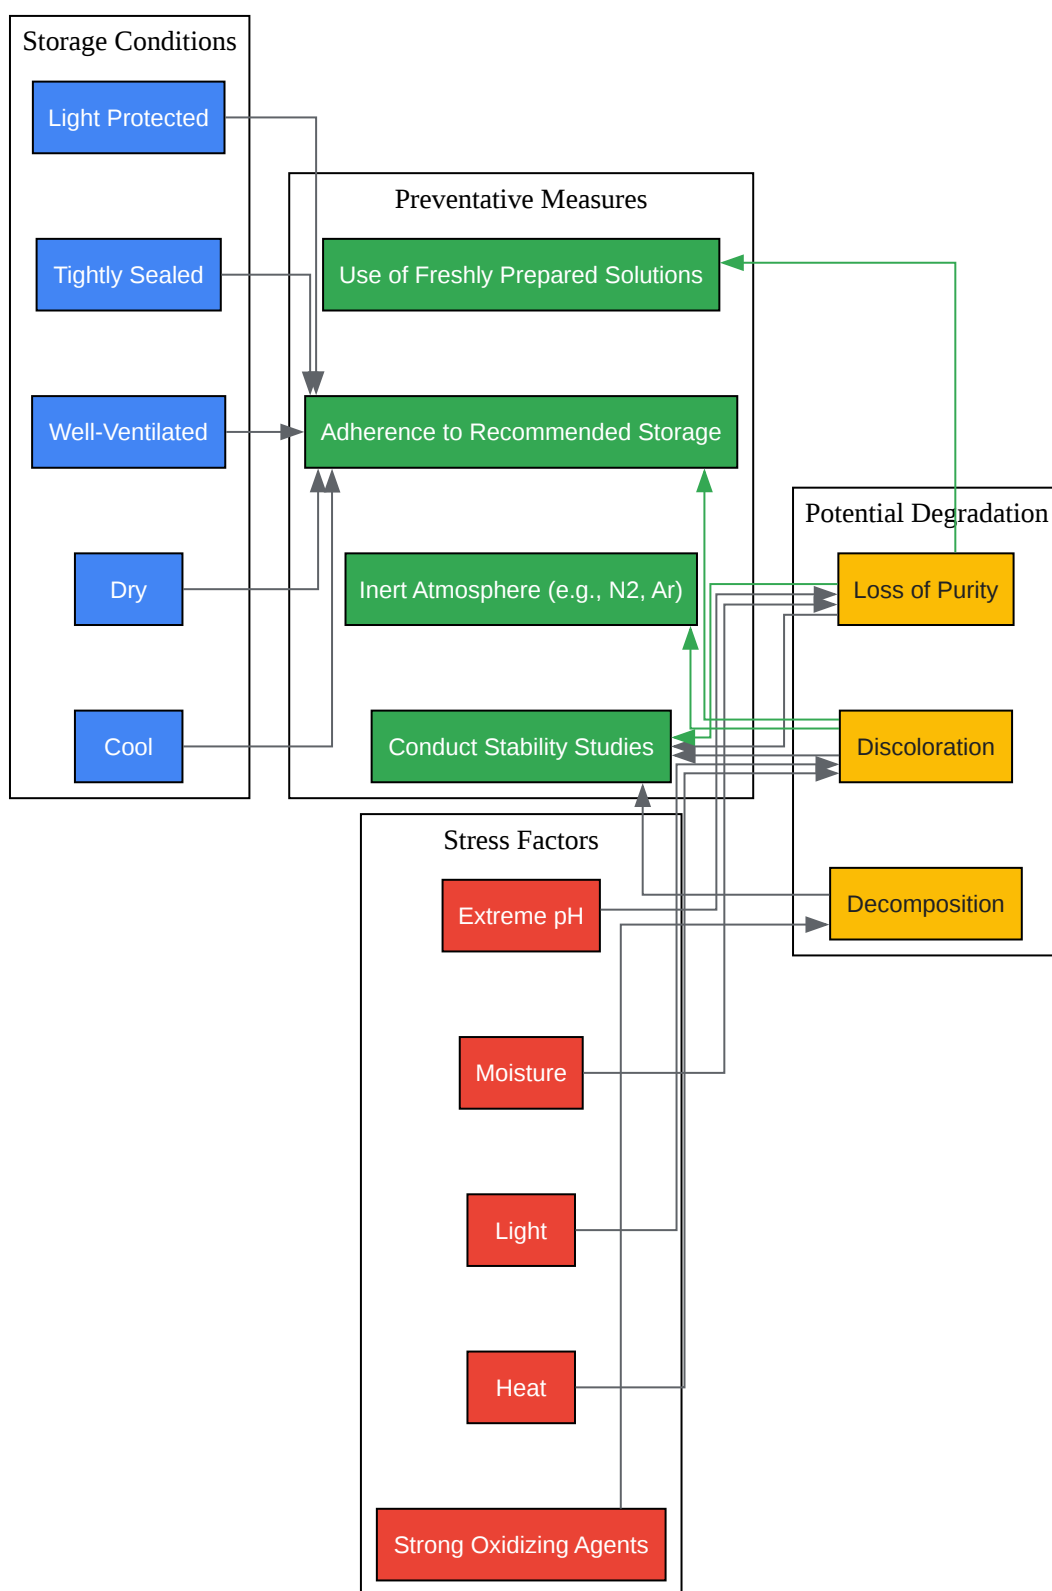 Storage Conditions
Light Protected
Tightly Sealed
Well-Ventilated
Dry
Cool
Preventative Measures
Use of Freshly Prepared Solutions
Adherence to Recommended Storage
Inert Atmosphere (e.g., N2, Ar)
Conduct Stability Studies
Potential Degradation
Loss of Purity
Discoloration
Decomposition
Stress Factors
Extreme pH
Moisture
Light
Heat
Strong Oxidizing Agents